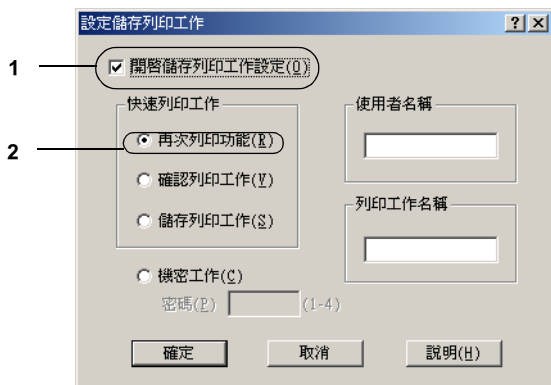 設定儲存列印工作
1
開啓儲存列印工作設定(O)
快速列印工作
2
再次列印功能(R)
確認列印工作(V)
儲存列印工作(S)
機密工作(C)
密碼(P) (1-4)
使用者名稱
列印工作名稱
確定 取消 說明(H)